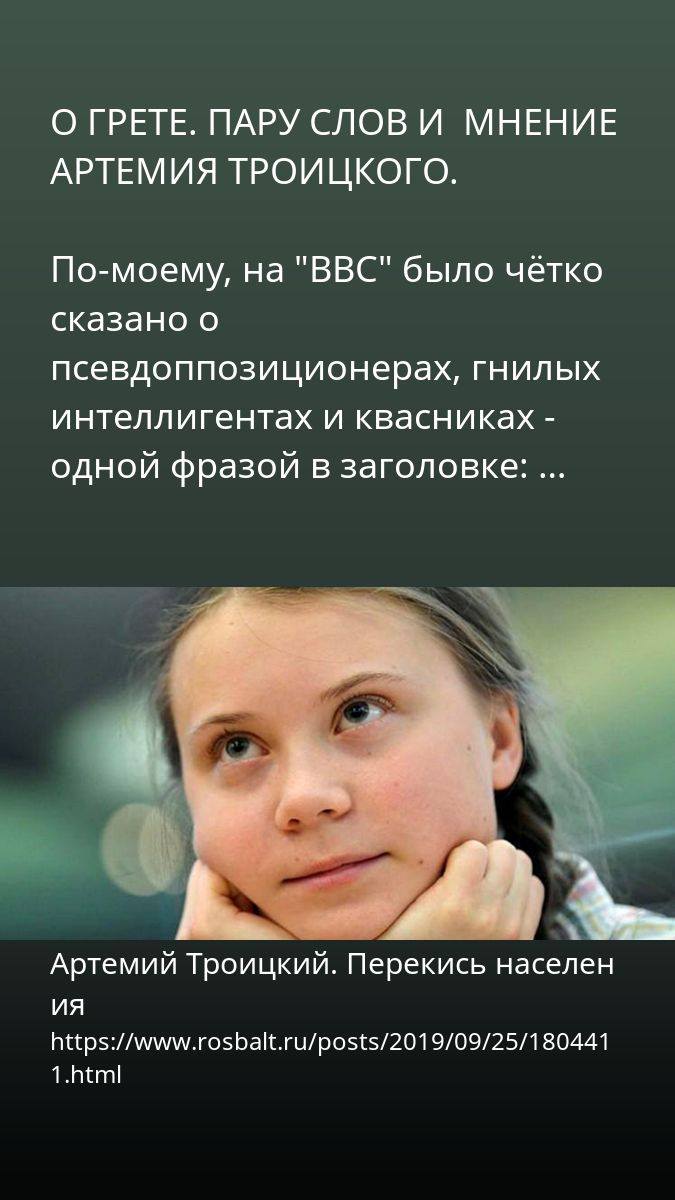 О ГРЕТЕ. ПАРУ СЛОВ И  МНЕНИЕ
АРТЕМИЯ ТРОИЦКОГО.
По-моему, на "BBC" было чётко
сказано о
псевдоппозиционерах, гнилых
интеллигентах и квасниках -
одной фразой в заголовке: ...
Артемий Троицкий. Перекись населен
ия
https://www.rosbalt.ru/posts/2019/09/25/180441
1.html